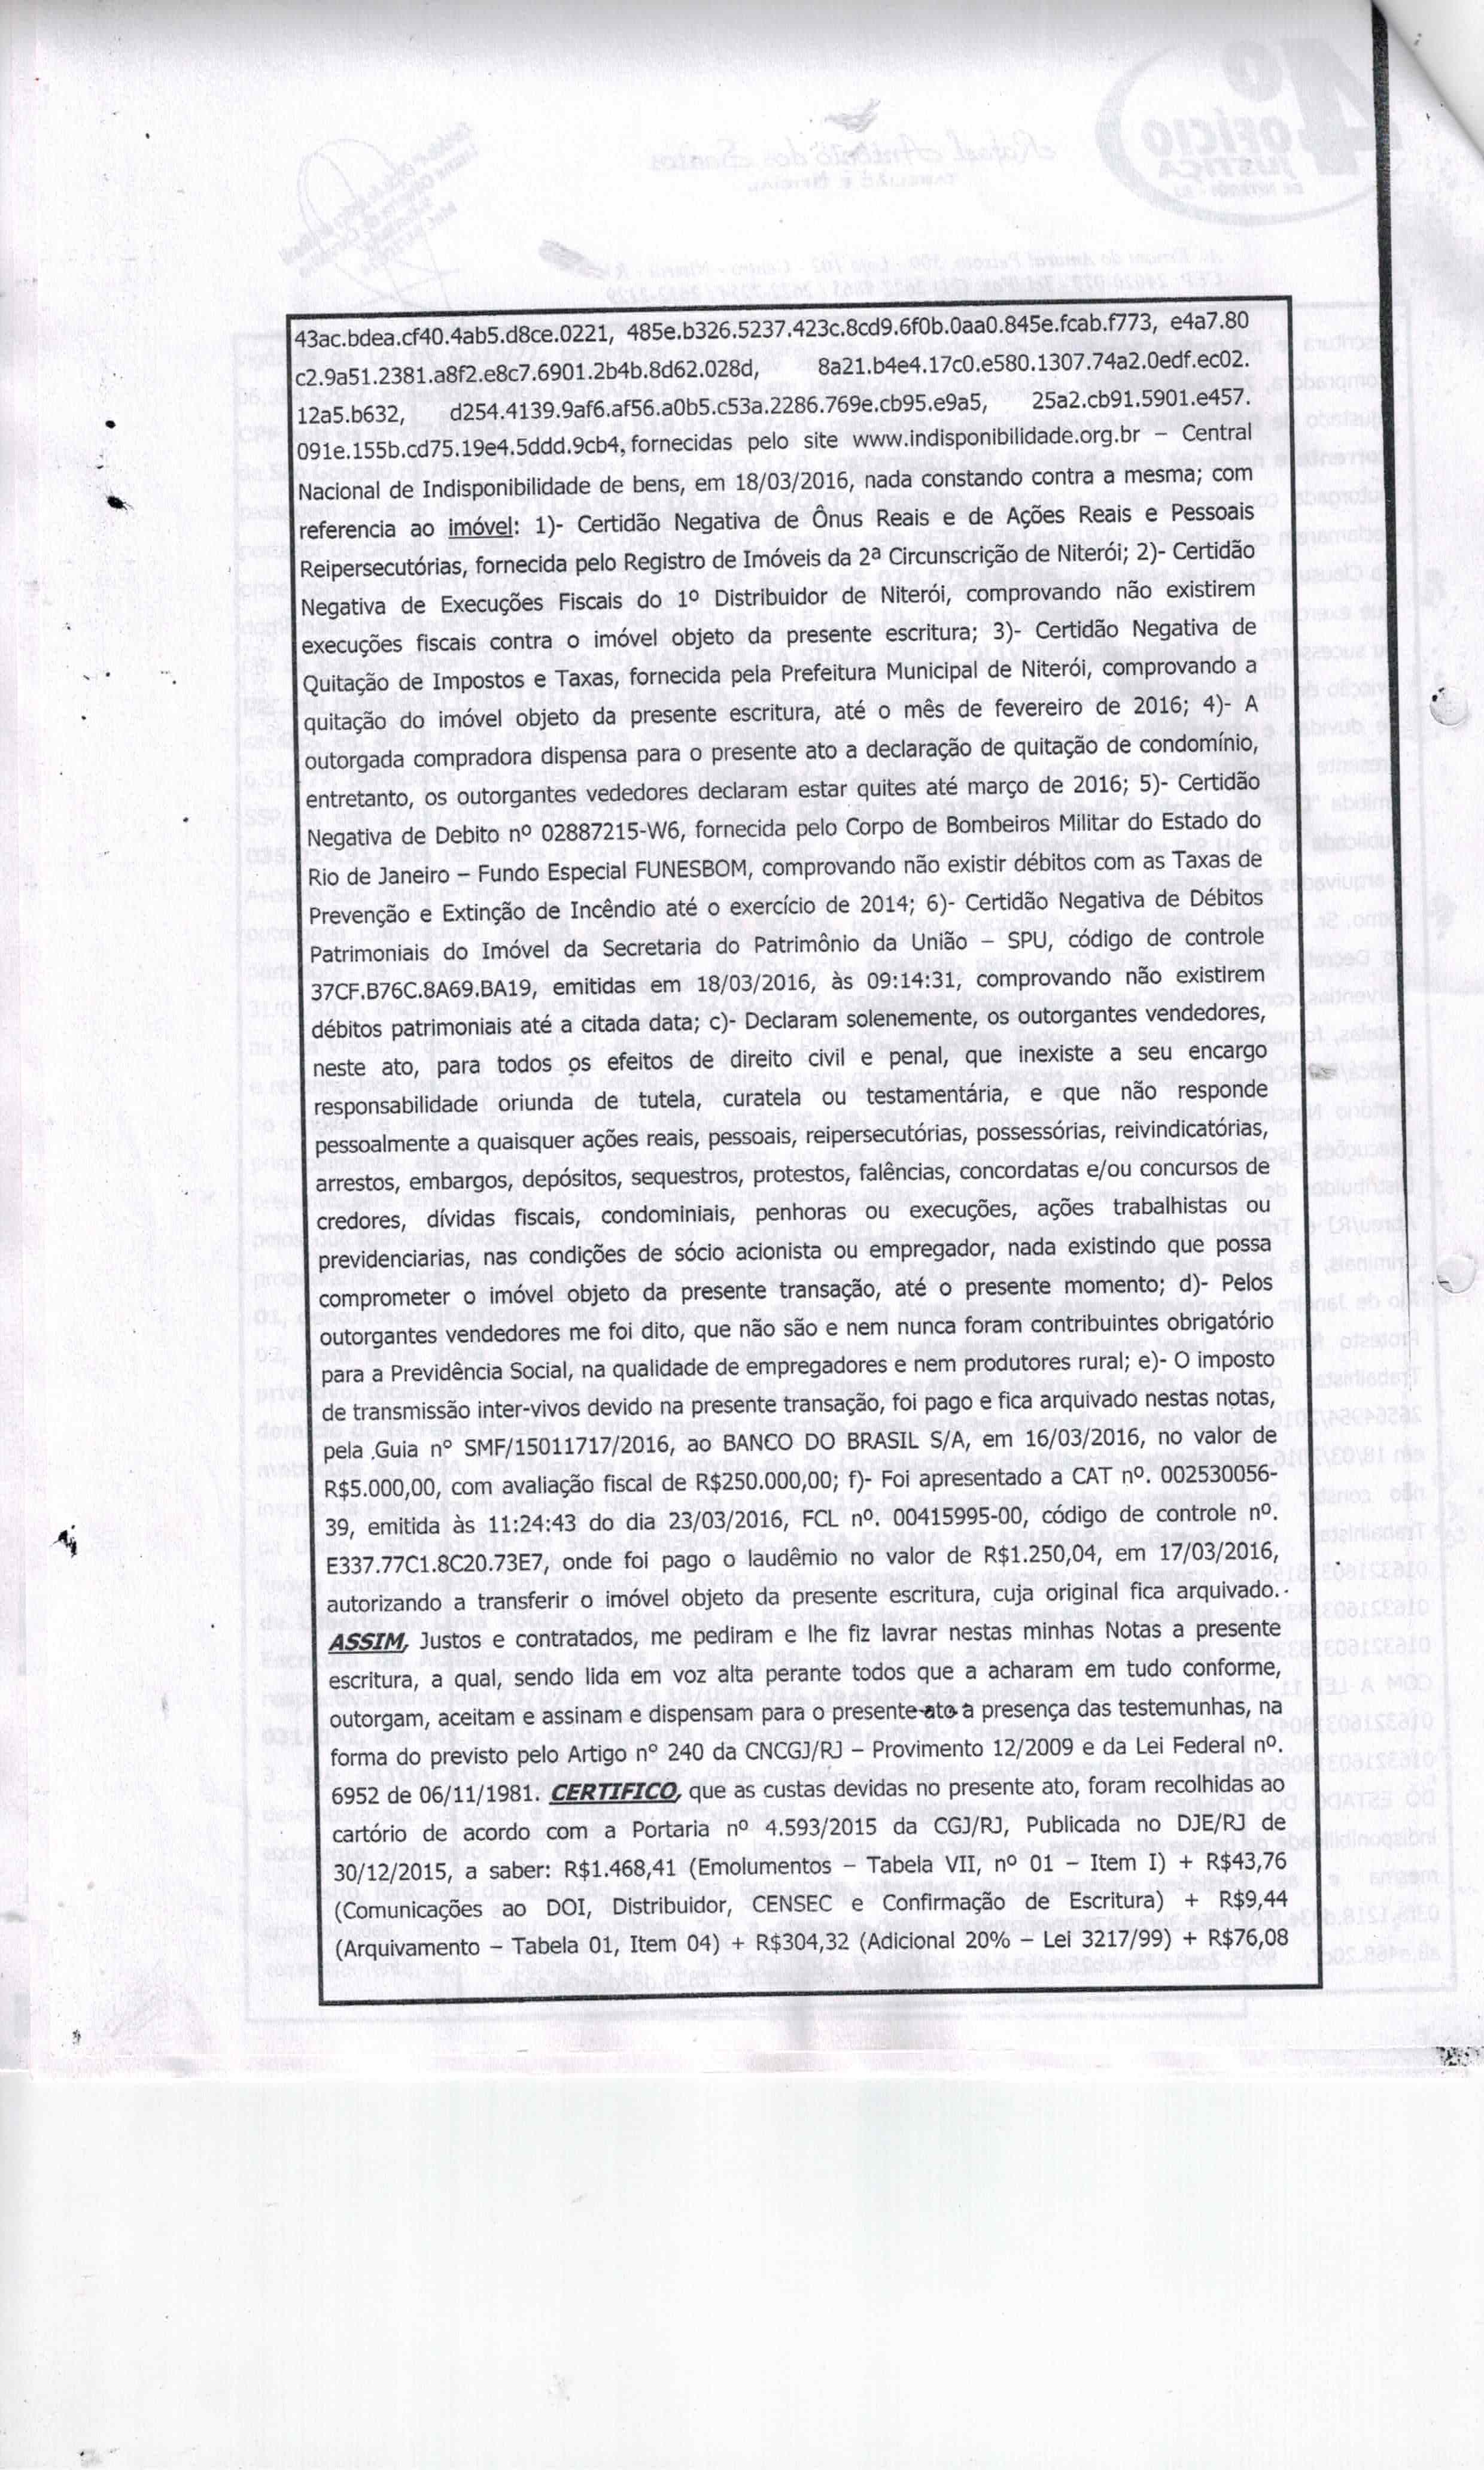 43ac.bdea.cf40.4ab5.d8ce.0221, 485e.b326.5237.423c.8cd9.6f0b.0aa0.845e.fcab.f773, e4a7.80
c2.9a51.2381.a8f2.e8c7.6901.2b4b.8d62.028d, 8a21.b4e4.17c0.e580.1307.74a2.0edf.ec02.
12a5.b632, d254.4139.9af6.af56.a0b5.c53a.2286.769e.cb95.e9a5, 25a2.cb91.5901.e457.
091e.155b.cd75.19e4.5ddd.9cb4, fornecidas pelo site www.indisponibilidade.org.br – Central
Nacional de Indisponibilidade de bens, em 18/03/2016, nada constando contra a mesma; com
referencia ao imóvel: 1)- Certidão Negativa de Ônus Reais e de Ações Reais e Pessoais
Reipersecutórias, fornecida pelo Registro de Imóveis da 2ª Circunscrição de Niterói; 2)- Certidão
Negativa de Execuções Fiscais do 1º Distribuidor de Niterói, comprovando não existirem
execuções fiscais contra o imóvel objeto da presente escritura; 3)- Certidão Negativa de
Quitação de Impostos e Taxas, fornecida pela Prefeitura Municipal de Niterói, comprovando a
quitação do imóvel objeto da presente escritura, até o mês de fevereiro de 2016; 4)- A
outorgada compradora dispensa para o presente ato a declaração de quitação de condomínio,
entretanto, os outorgantes vededores declaram estar quites até março de 2016; 5)- Certidão
Negativa de Debito nº 02887215-W6, fornecida pelo Corpo de Bombeiros Militar do Estado do
Rio de Janeiro – Fundo Especial FUNESBOM, comprovando não existir débitos com as Taxas de
Prevenção e Extinção de Incêndio até o exercício de 2014; 6)- Certidão Negativa de Débitos
Patrimoniais do Imóvel da Secretaria do Patrimônio da União – SPU, código de controle
37CF.B76C.8A69.BA19, emitidas em 18/03/2016, às 09:14:31, comprovando não existirem
débitos patrimoniais até a citada data; c)- Declaram solenemente, os outorgantes vendedores,
neste ato, para todos os efeitos de direito civil e penal, que inexiste a seu encargo
responsabilidade oriunda de tutela, curatela ou testamentária, e que não responde
pessoalmente a quaisquer ações reais, pessoais, reipersecutórias, possessórias, reivindicatórias,
arrestos, embargos, depósitos, sequestros, protestos, falências, concordatas e/ou concursos de
credores, dívidas fiscais, condominiais, penhoras ou execuções, ações trabalhistas ou
previdenciarias, nas condições de sócio acionista ou empregador, nada existindo que possa
comprometer o imóvel objeto da presente transação, até o presente momento; d)- Pelos
outorgantes vendedores me foi dito, que não são e nem nunca foram contribuintes obrigatório
para a Previdência Social, na qualidade de empregadores e nem produtores rural; e)- O imposto
de transmissão inter-vivos devido na presente transação, foi pago e fica arquivado nestas notas,
pela Guia nº SMF/15011717/2016, ao BANCO DO BRASIL S/A, em 16/03/2016, no valor de
R$5.000,00, com avaliação fiscal de R$250.000,00; f)- Foi apresentado a CAT nº. 002530056-
39, emitida às 11:24:43 do dia 23/03/2016, FCL nº. 00415995-00, código de controle nº.
E337.77C1.8C20.73E7, onde foi pago o laudêmio no valor de R$1.250,04, em 17/03/2016,
autorizando a transferir o imóvel objeto da presente escritura, cuja original fica arquivado.
ASSIM, Justos e contratados, me pediram e lhe fiz lavrar nestas minhas Notas a presente
escritura, a qual, sendo lida em voz alta perante todos que a acharam em tudo conforme,
outorgam, aceitam e assinam e dispensam para o presente ato a presença das testemunhas, na
forma do previsto pelo Artigo nº 240 da CNCGJ/RJ – Provimento 12/2009 e da Lei Federal nº.
6952 de 06/11/1981. CERTIFICO, que as custas devidas no presente ato, foram recolhidas ao
cartório de acordo com a Portaria nº 4.593/2015 da CGJ/RJ, Publicada no DJE/RJ de
30/12/2015, a saber: R$1.468,41 (Emolumentos – Tabela VII, nº 01 – Item I) + R$43,76
(Comunicações ao DOI, Distribuidor, CENSEC e Confirmação de Escritura) + R$9,44
(Arquivamento – Tabela 01, Item 04) + R$304,32 (Adicional 20% – Lei 3217/99) + R$76,08